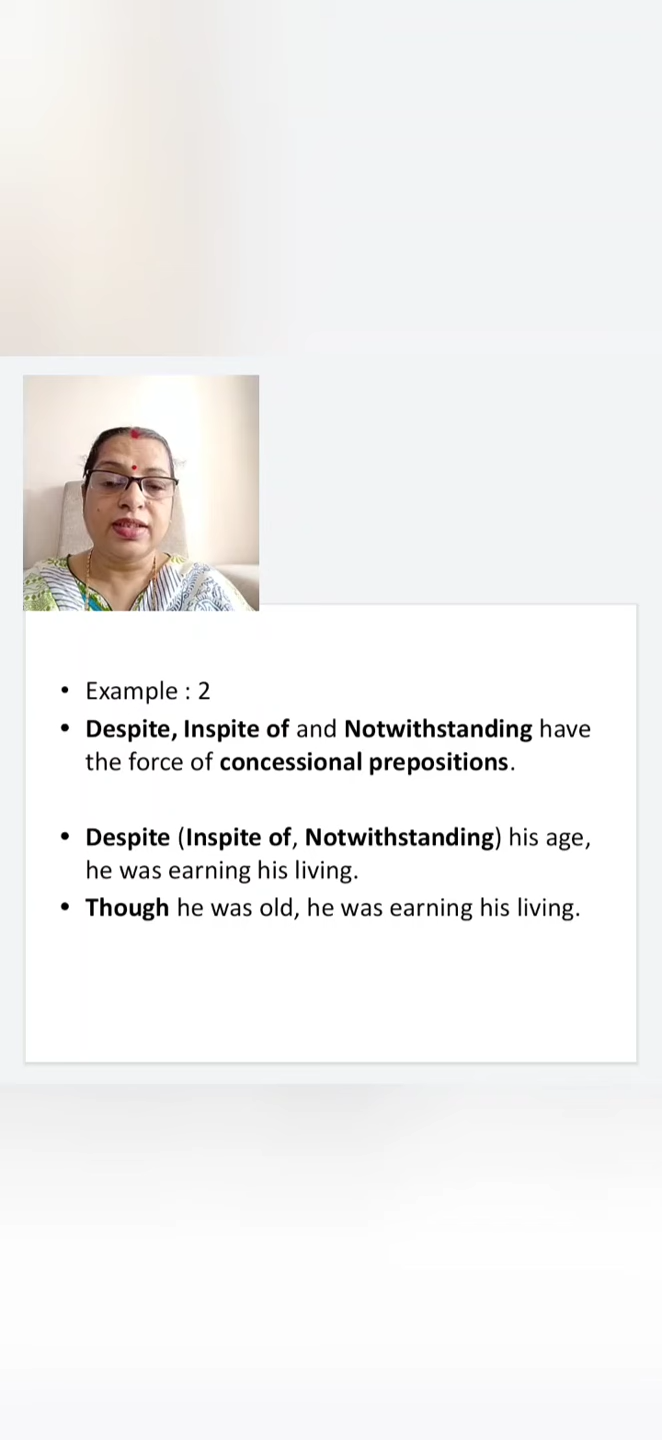 • Example : 2
• Despite, Inspite of and Notwithstanding have
the force of concessional prepositions.
• Despite (Inspite of, Notwithstanding) his age,
he was earning his living.
• Though he was old, he was earning his living.